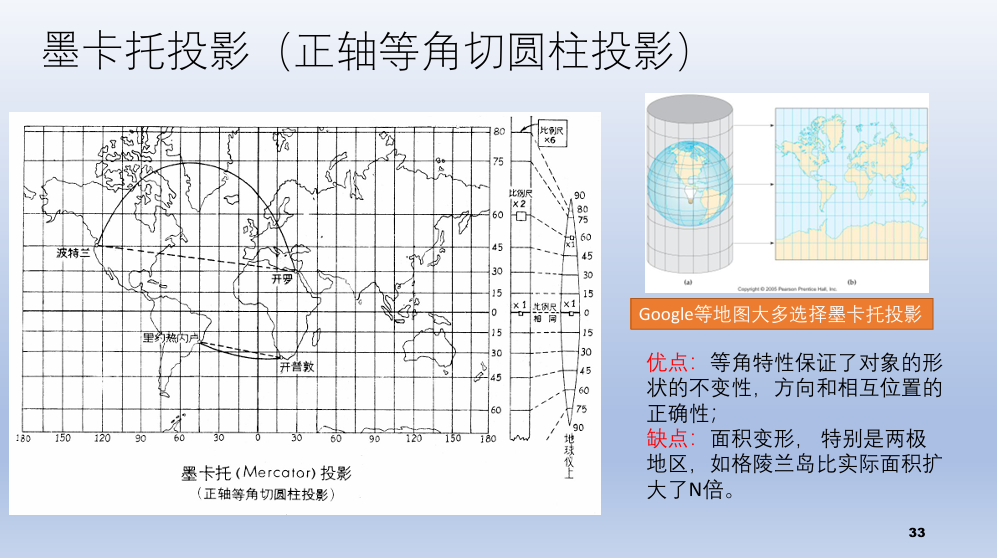 墨卡托投影（正轴等角切圆柱投影）
80
75
60
45
30
15
0
15
30
45
60
180 150 120 90 60 30 0 30 60 90 120 150 180
波特兰
开罗
里约热内卢
开普敦
比例尺
×6
比例尺
×2
×1 比例尺 ×1
相同
×1
90
80
75
60
45
30
15
0
15
30
45
60
75
90
地球仪上
墨卡托(Mercator)投影
(正轴等角切圆柱投影)
(a)
(b)
Copyright © 2005 Pearson Prentice Hall, Inc.
Google等地图大多选择墨卡托投影
优点：等角特性保证了对象的形
状的不变性，方向和相互位置的
正确性；
缺点：面积变形， 特别是两极
地区，如格陵兰岛比实际面积扩
大了N倍。
33